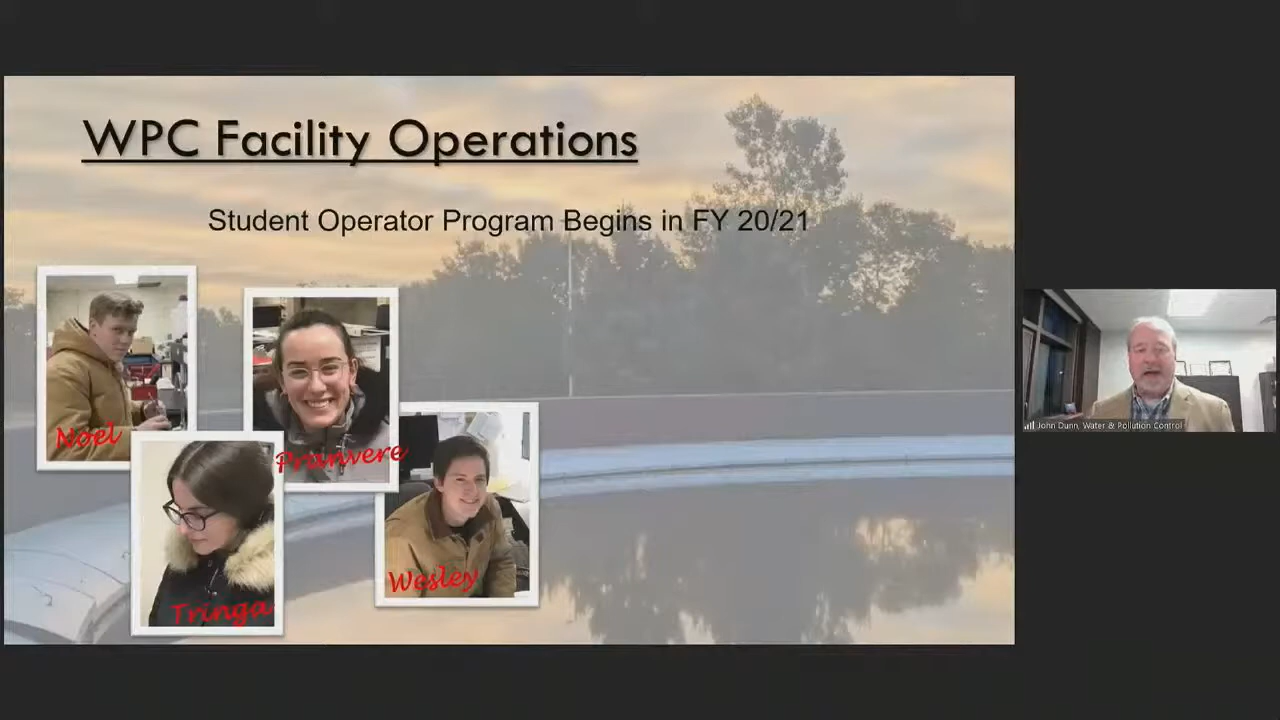 WPC Facility Operations
Student Operator Program Begins in FY 20/21
Noel
Pranvere
Tringa
Wesley
John Dunn, Water & Pollution Control